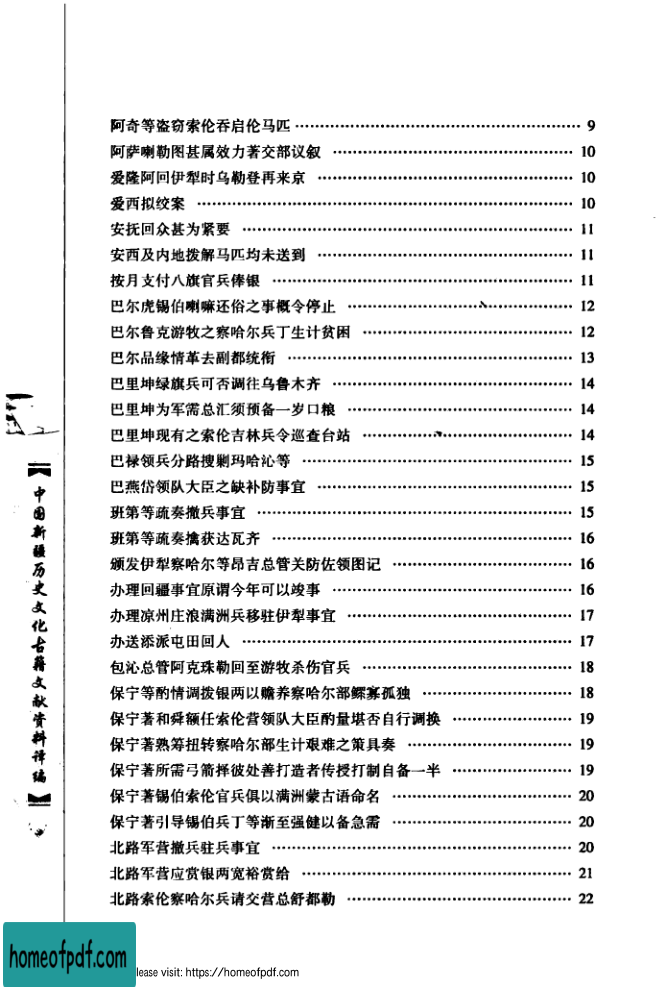 阿奇等盗窃索伦吞启伦马匹 …… 9
阿萨喇勒图甚属效力著交部议叙 …… 10
爱隆阿回伊犁时乌勒登再来京 …… 10
爱西拟绞案 …… 10
安抚回众甚为紧要 …… 11
安西及内地拨解马匹均未送到 …… 11
按月支付八旗官兵俸银 …… 11
巴尔虎锡伯喇嘛还俗之事概令停止 …… 12
巴尔鲁克游牧之察哈尔兵丁生计贫困 …… 12
巴尔品缘情革去副都统衔 …… 13
巴里坤绿旗兵可否调往乌鲁木齐 …… 14
巴里坤为军需总汇须预备一岁口粮 …… 14
巴里坤现有之索伦吉林兵令巡查台站 …… 14
巴禄领兵分路搜剿玛哈沁等 …… 15
巴燕岱领队大臣之缺补防事宜 …… 15
班第等疏奏撤兵事宜 …… 15
班第等疏奏擒获达瓦齐 …… 16
颁发伊犁察哈尔等昂吉总管关防佐领图记 …… 16
办理回疆事宜原谓今年可以竣事 …… 16
办理凉州庄浪满洲兵移驻伊犁事宜 …… 17
办送添派屯田回人 …… 17
包沁总管阿克珠勒回至游牧杀伤官兵 …… 18
保宁等酌情调拨银两以赡养察哈尔部鳏寡孤独 …… 18
保宁著和舜额任索伦营领队大臣酌量堪否自行调换 …… 19
保宁著熟筹扭转察哈尔部生计艰难之策具奏 …… 19
保宁著所需弓箭择彼处善打造者传授打制自备一半 …… 19
保宁著锡伯索伦官兵俱以满洲蒙古语命名 …… 20
保宁著引导锡伯兵丁等渐至强健以备急需 …… 20
北路军营撤兵驻兵事宜 …… 20
北路军营应赏银两宽裕赏给 …… 21
北路索伦察哈尔兵请交营总舒都勒 …… 22
中国新疆历史文化古籍文献资料译编
homeofpdf.com
lease visit: https://homeofpdf.com